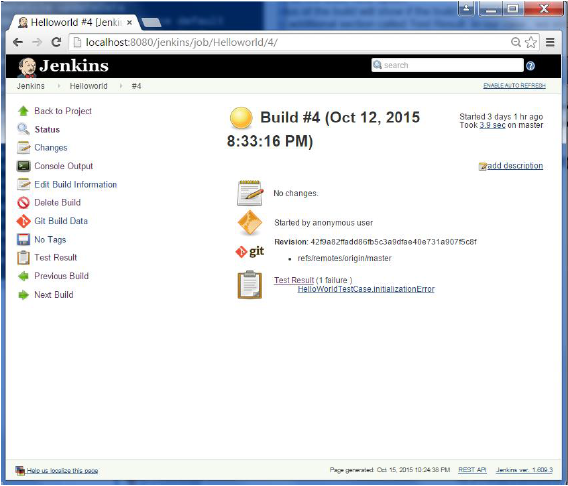 Helloworld #4 [Jenkin
localhost:8080/jenkins/job/Helloworld/4/
Jenkins
search
Jenkins
Helloworld
#4
ENABLE AUTO REFRESH
Back to Project
Status
Changes
Console Output
Edit Build Information
Delete Build
Git Build Data
No Tags
Test Result
Previous Build
Next Build
Build #4 (Oct 12, 2015
8:33:16 PM)
Started 3 days 1 hr ago
Took 3.9 sec on master
add description
No changes.
Started by anonymous user
git
Revision: 42f9a82ffadd86fb5c3a9dfae40e731a907f5c8f
refs/remotes/origin/master
Test Result (1 failure )
HelloWorldTestCase.initializationError
Help us localize this page
Page generated: Oct 15, 2015 10:24:38 PM
REST API
Jenkins ver. 1.609.3